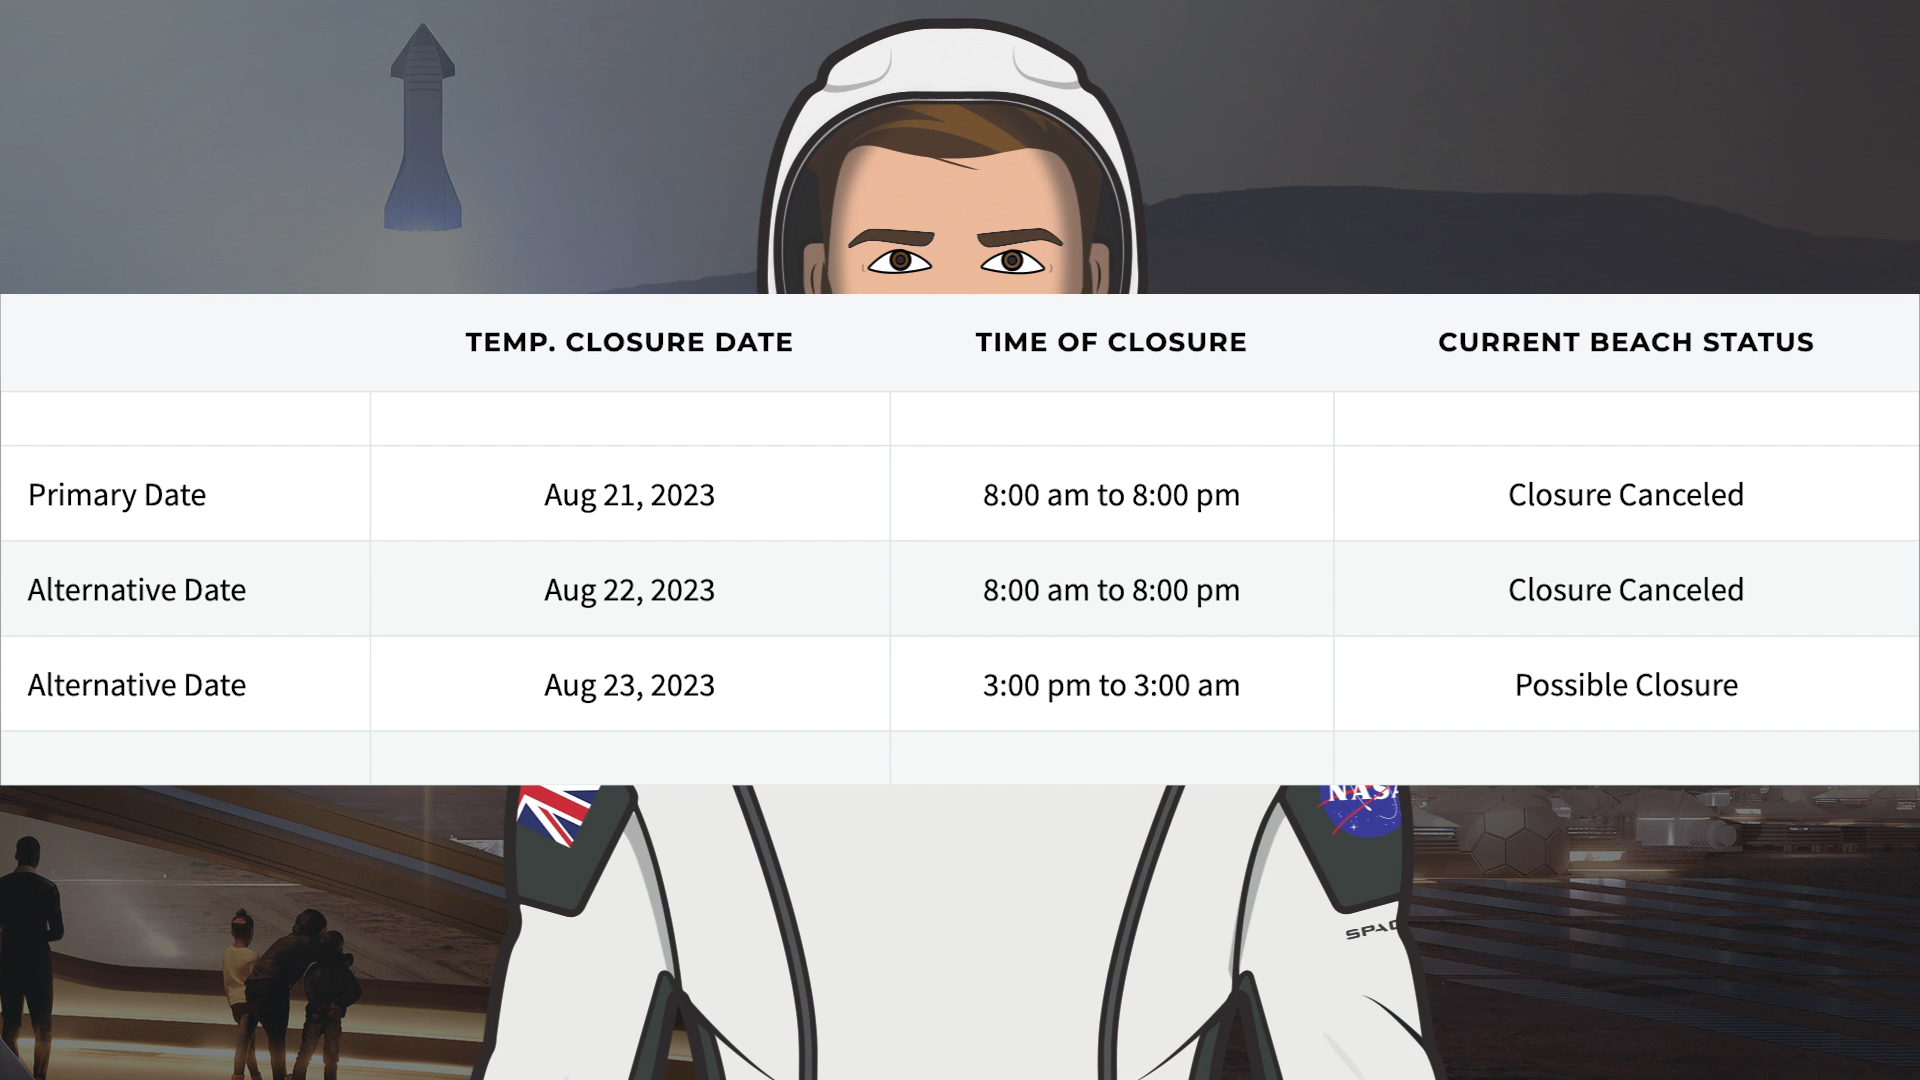 TEMP. CLOSURE DATE TIME OF CLOSURE CURRENT BEACH STATUS
Primary Date Aug 21, 2023 8:00 am to 8:00 pm Closure Canceled
Alternative Date Aug 22, 2023 8:00 am to 8:00 pm Closure Canceled
Alternative Date Aug 23, 2023 3:00 pm to 3:00 am Possible Closure
NASA
SPAC